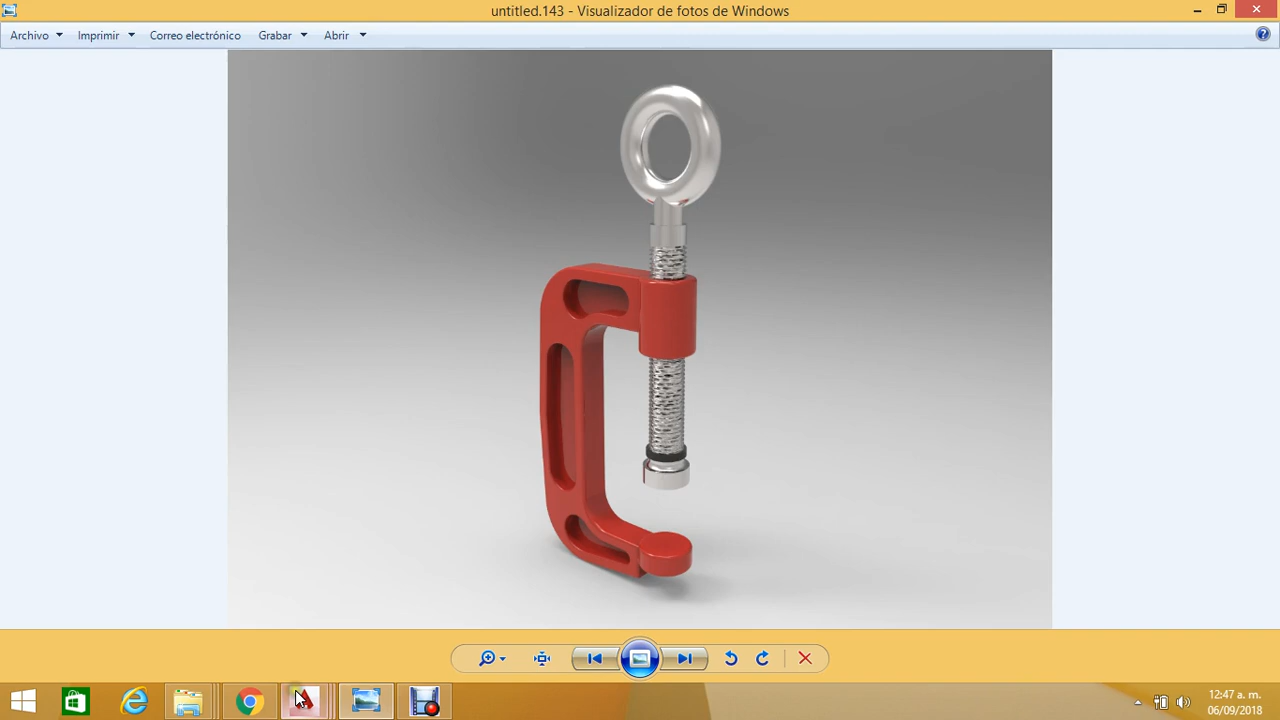 untitled.143 - Visualizador de fotos de Windows
Archivo Imprimir Correo electrónico Grabar Abrir
12:47 a. m.
06/09/2018